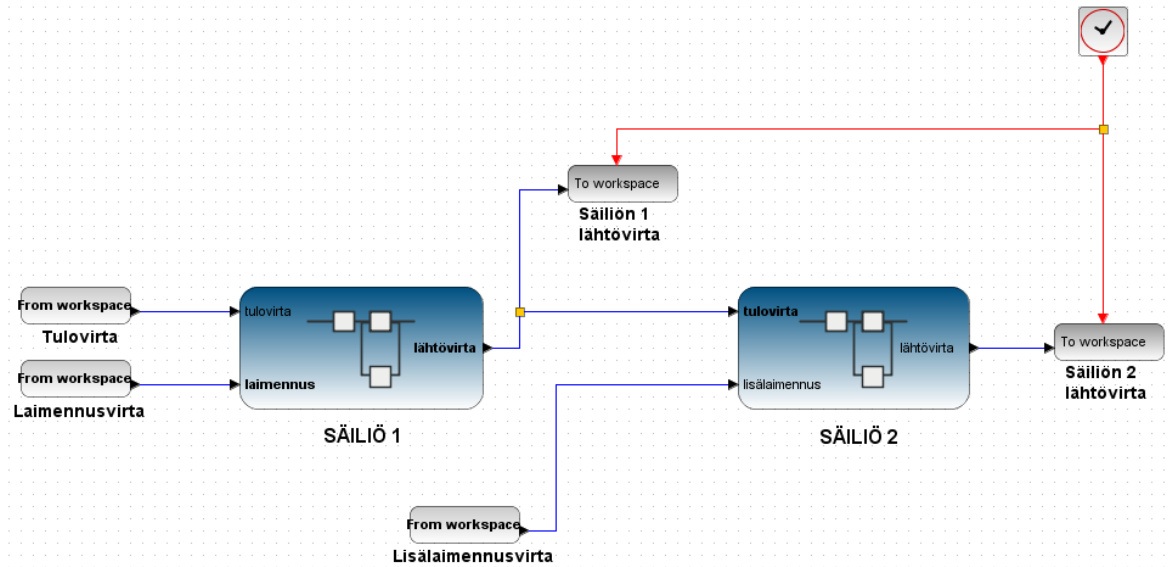 To workspace
Säiliön 1
lähtövirta
From workspace
Tulovirta
tulovirta
lähtövirta
From workspace
Laimennusvirta
laimennus
SÄILIÖ 1
tulovirta
lähtövirta
lisälaimennus
SÄILIÖ 2
To workspace
Säiliön 2
lähtövirta
From workspace
Lisälaimennusvirta